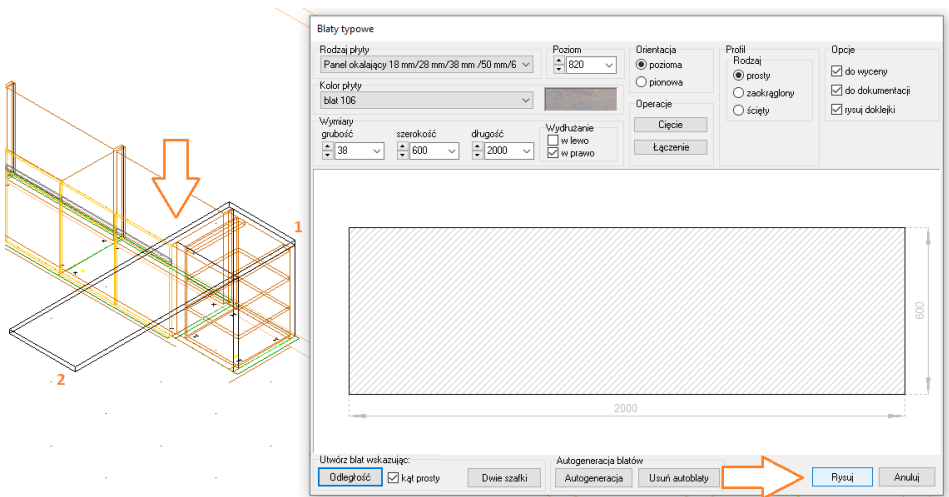 Blaty typowe
Rodzaj płyty
Panel okalający 18 mm/28 mm/38 mm /50 mm/6
Kolor płyty
blat 106
Wymiary
grubość szerokość długość
38 600 2000
Wydłużanie
w lewo
w prawo
Poziom
820
Orientacja
pozioma
pionowa
Operacje
Cięcie
Łączenie
Profil
Rodzaj
prosty
zaokrąglony
ścięty
Opcje
do wyceny
do dokumentacji
rysuj doklejki
1
2
600
2000
Utwórz blat wskazując:
Odległość kąt prosty Dwie szafki
Autogeneracja blatów
Autogeneracja Usuń autoblaty
Rysuj Anuluj